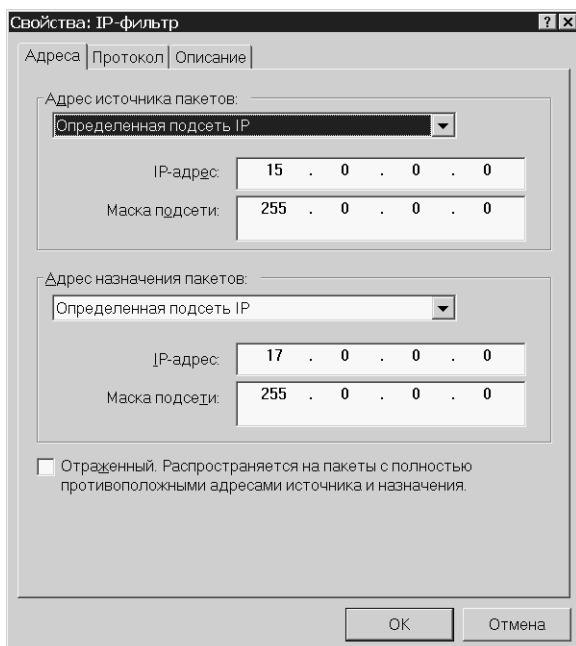 Свойства: IP-фильтр
Адреса Протокол Описание
Адрес источника пакетов:
Определенная подсеть IP
IP-адрес: 15 . 0 . 0 . 0
Маска подсети: 255 . 0 . 0 . 0
Адрес назначения пакетов:
Определенная подсеть IP
IP-адрес: 17 . 0 . 0 . 0
Маска подсети: 255 . 0 . 0 . 0
Отраженный. Распространяется на пакеты с полностью
противоположными адресами источника и назначения.
OK Отмена